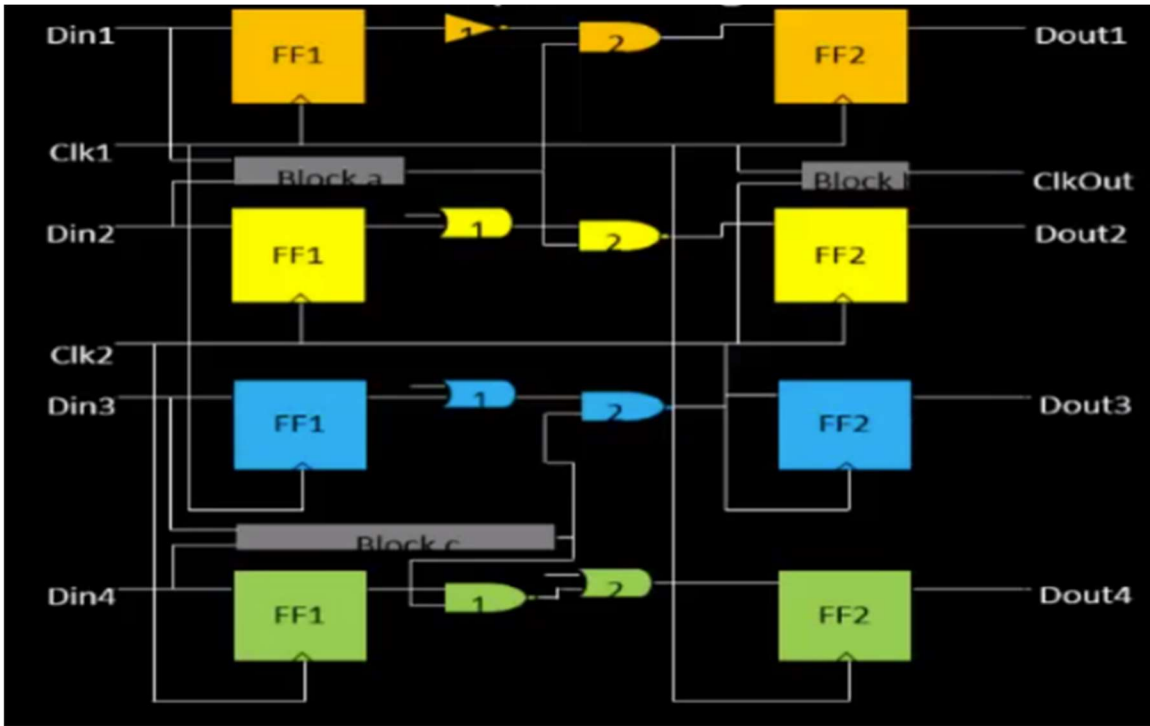 Din1 FF1 1 2 FF2 Dout1
Clk1 Block a Block ClkOut
Din2 FF1 1 2 FF2 Dout2
Clk2
Din3 FF1 1 2 FF2 Dout3
Block c
Din4 FF1 1 2 FF2 Dout4